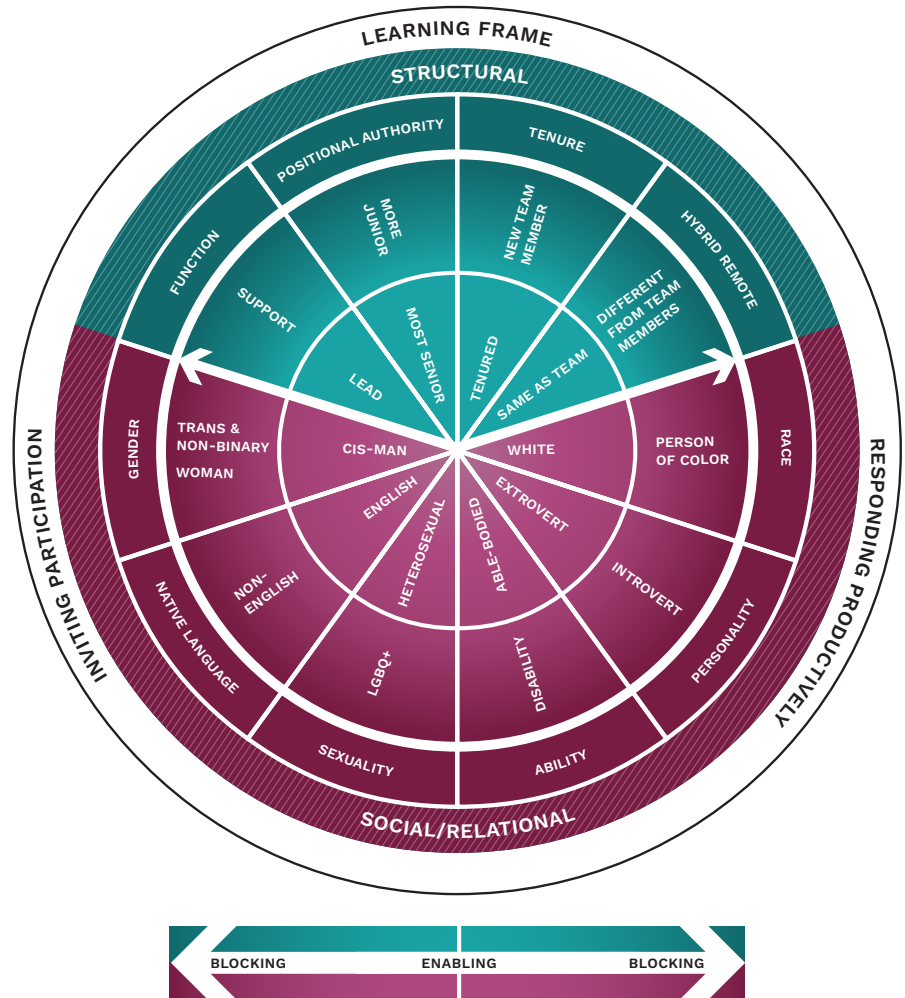 LEARNING FRAME
STRUCTURAL
POSITIONAL AUTHORITY
TENURE
FUNCTION
HYBRID REMOTE
MORE
JUNIOR
NEW TEAM
MEMBER
SUPPORT
DIFFERENT
FROM TEAM
MEMBERS
LEAD
MOST SENIOR
TENURED
SAME AS TEAM
GENDER
TRANS &
NON-BINARY
WOMAN
CIS-MAN
WHITE
PERSON
OF COLOR
RACE
INVITING PARTICIPATION
RESPONDING PRODUCTIVELY
ENGLISH
HETEROSEXUAL
ABLE-BODIED
EXTROVERT
NON-
ENGLISH
LGBQ+
DISABILITY
INTROVERT
NATIVE LANGUAGE
SEXUALITY
ABILITY
PERSONALITY
SOCIAL/RELATIONAL
BLOCKING ENABLING BLOCKING